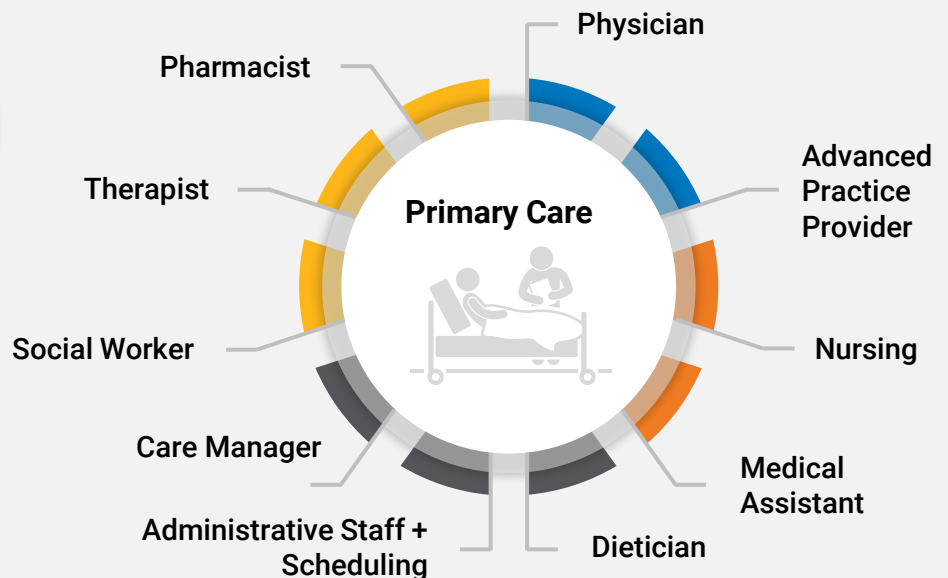 Physician
Pharmacist
Advanced
Practice
Provider
Therapist
Primary Care
Social Worker
Nursing
Care Manager
Medical
Assistant
Administrative Staff +
Scheduling
Dietician